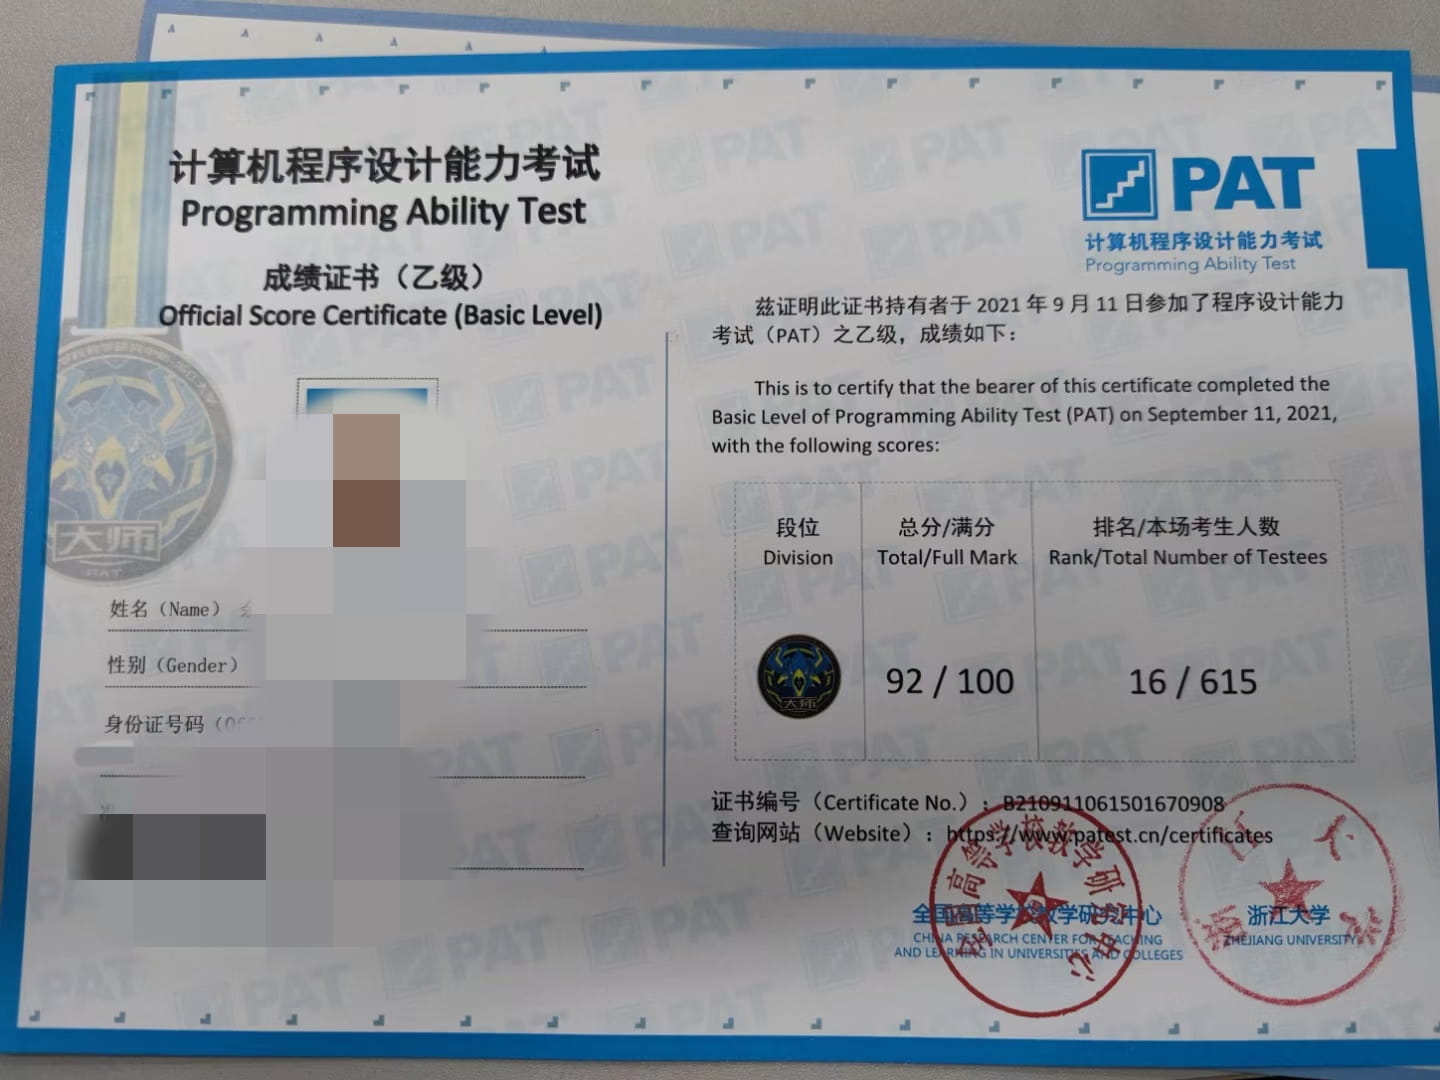 计算机程序设计能力考试
Programming Ability Test
成绩证书（乙级）
Official Score Certificate (Basic Level)
大师
PAT
姓名（Name）
性别（Gender）
身份证号码
PAT
计算机程序设计能力考试
Programming Ability Test
兹证明此证书持有者于 2021 年 9 月 11 日参加了程序设计能力
考试（PAT）之乙级，成绩如下：
This is to certify that the bearer of this certificate completed the
Basic Level of Programming Ability Test (PAT) on September 11, 2021,
with the following scores:
段位 总分/满分 排名/本场考生人数
Division Total/Full Mark Rank/Total Number of Testees
大师 92 / 100 16 / 615
证书编号（Certificate No.）：B210911061501670908
查询网站（Website）：https://www.patest.cn/certificates
全国高等学校教学研究中心 浙江大学
CHINA RESEARCH CENTER FOR TEACHING ZHEJIANG UNIVERSITY
AND LEARNING IN UNIVERSITIES AND COLLEGES